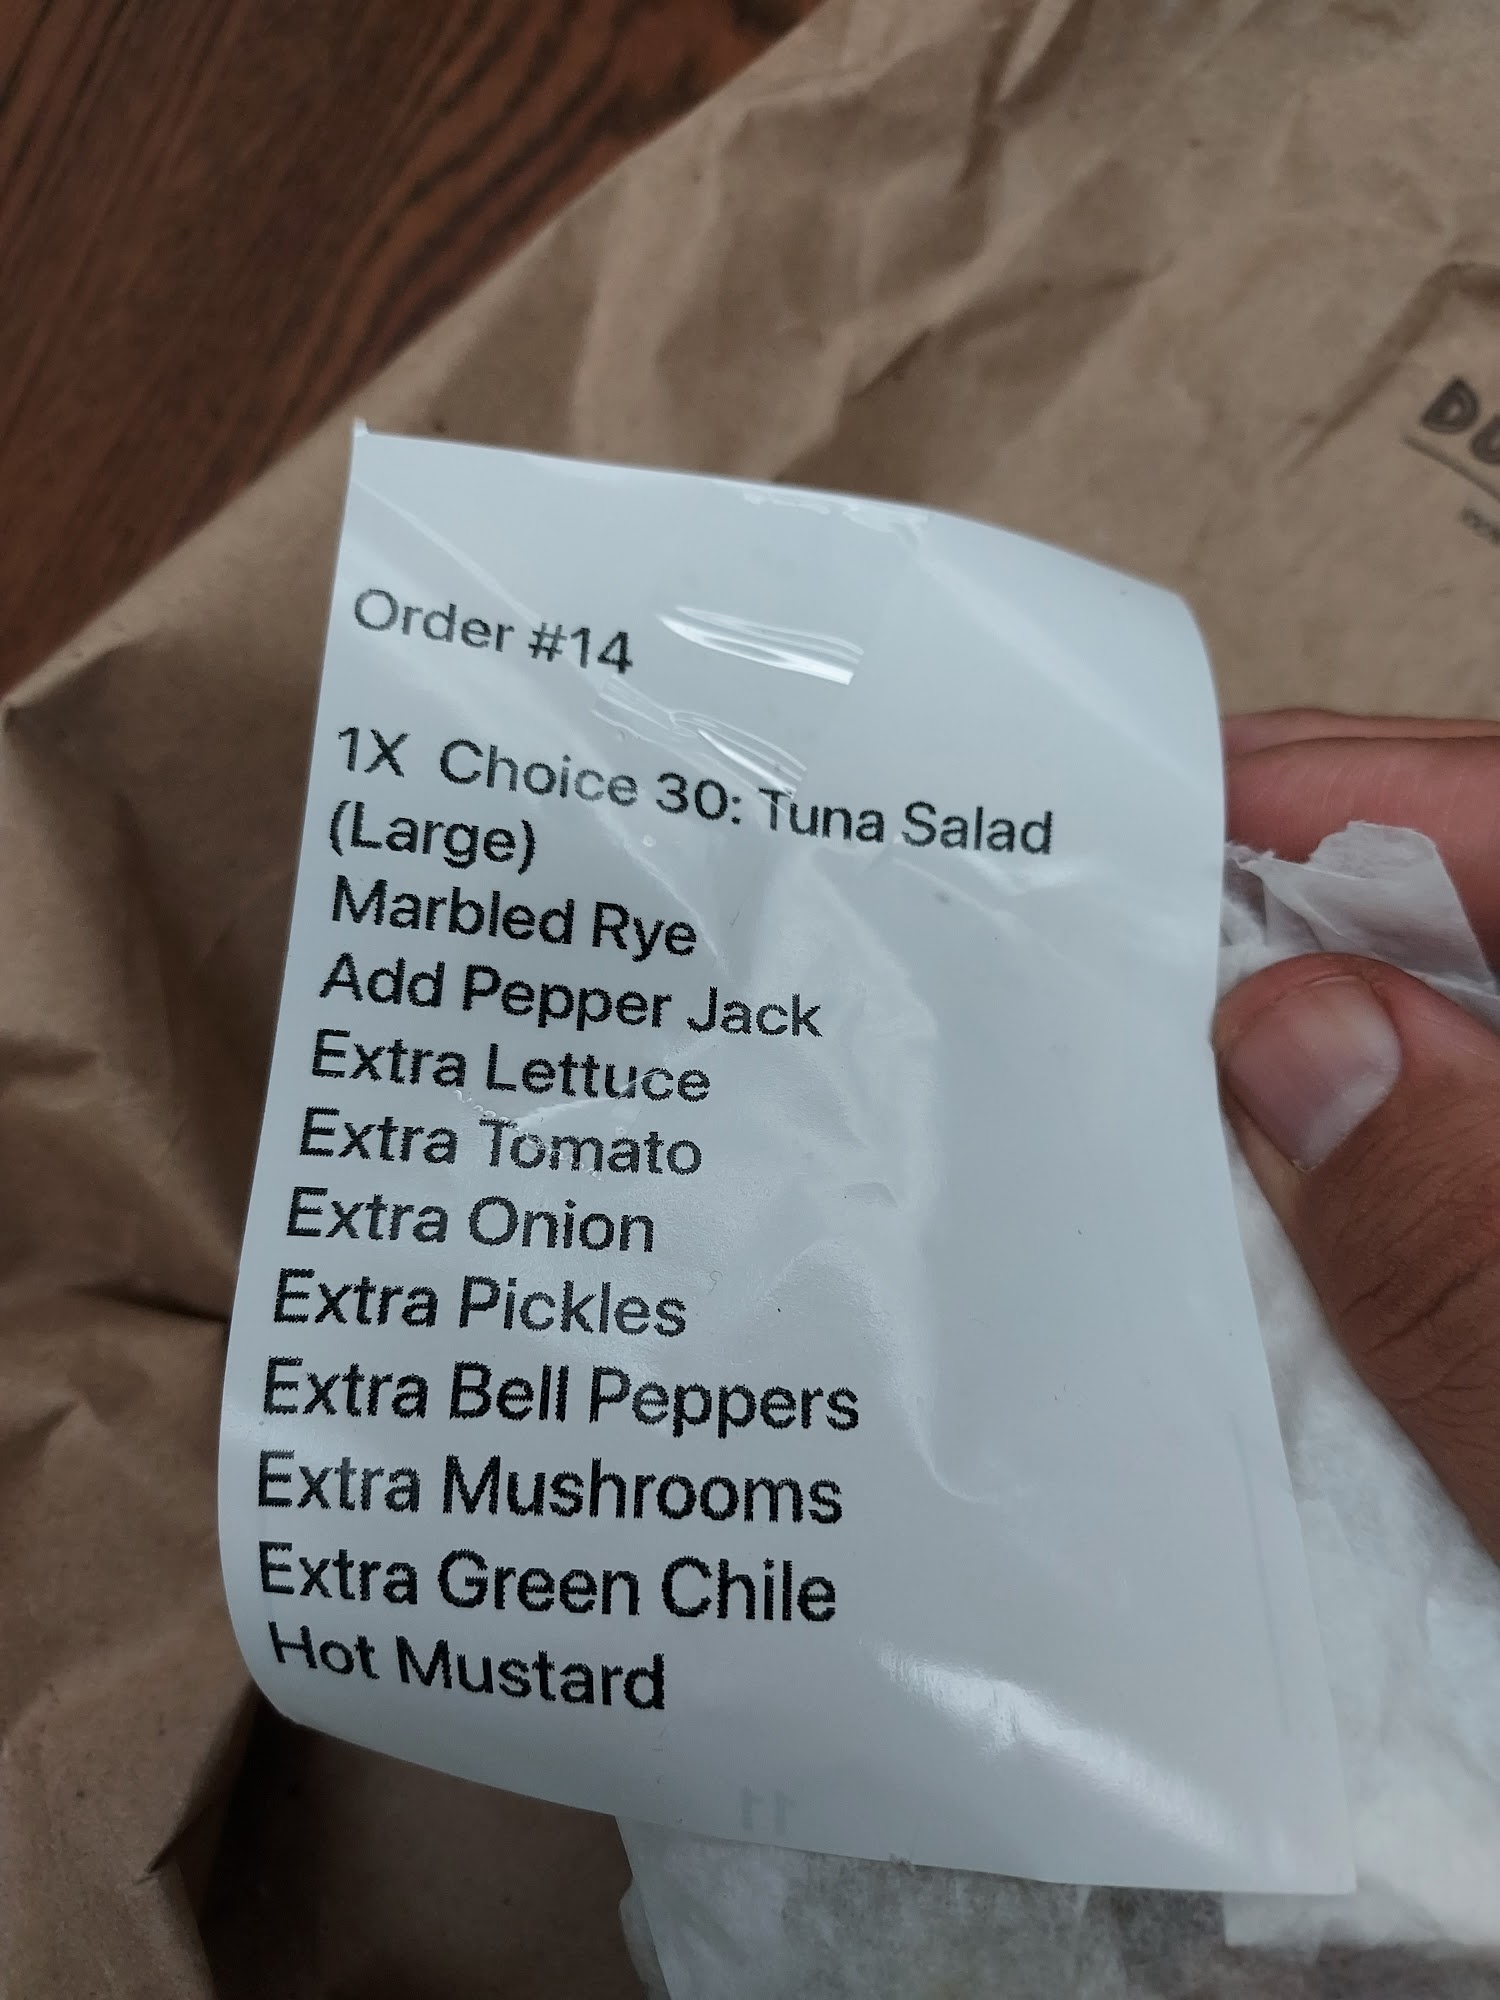 Order #14
1X Choice 30: Tuna Salad
(Large)
Marbled Rye
Add Pepper Jack
Extra Lettuce
Extra Tomato
Extra Onion
Extra Pickles
Extra Bell Peppers
Extra Mushrooms
Extra Green Chile
Hot Mustard
11